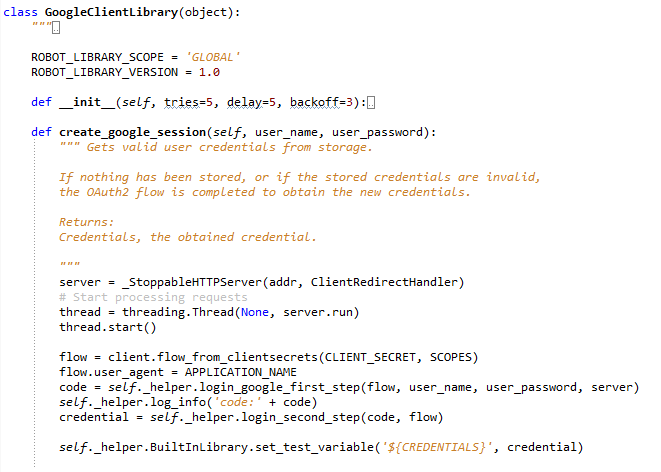 class GoogleClientLibrary(object):
    """..
    ROBOT_LIBRARY_SCOPE = 'GLOBAL'
    ROBOT_LIBRARY_VERSION = 1.0
    def __init__(self, tries=5, delay=5, backoff=3):..
    def create_google_session(self, user_name, user_password):
        """ Gets valid user credentials from storage.
        If nothing has been stored, or if the stored credentials are invalid,
        the OAuth2 flow is completed to obtain the new credentials.
        Returns:
        Credentials, the obtained credential.
        """
        server = _StoppableHTTPServer(addr, ClientRedirectHandler)
        # Start processing requests
        thread = threading.Thread(None, server.run)
        thread.start()
        flow = client.flow_from_clientsecrets(CLIENT_SECRET, SCOPES)
        flow.user_agent = APPLICATION_NAME
        code = self._helper.login_google_first_step(flow, user_name, user_password, server)
        self._helper.log_info('code:' + code)
        credential = self._helper.login_second_step(code, flow)
        self._helper.BuiltInLibrary.set_test_variable('${CREDENTIALS}', credential)